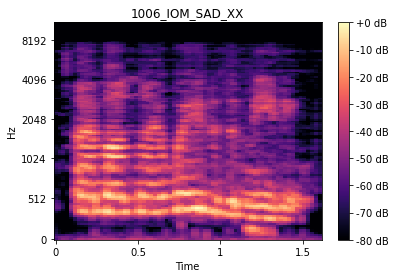 1006_IOM_SAD_XX
8192
4096
2048
1024
512
0
Hz
0
0.5
1
1.5
Time
+0 dB
-10 dB
-20 dB
-30 dB
-40 dB
-50 dB
-60 dB
-70 dB
-80 dB